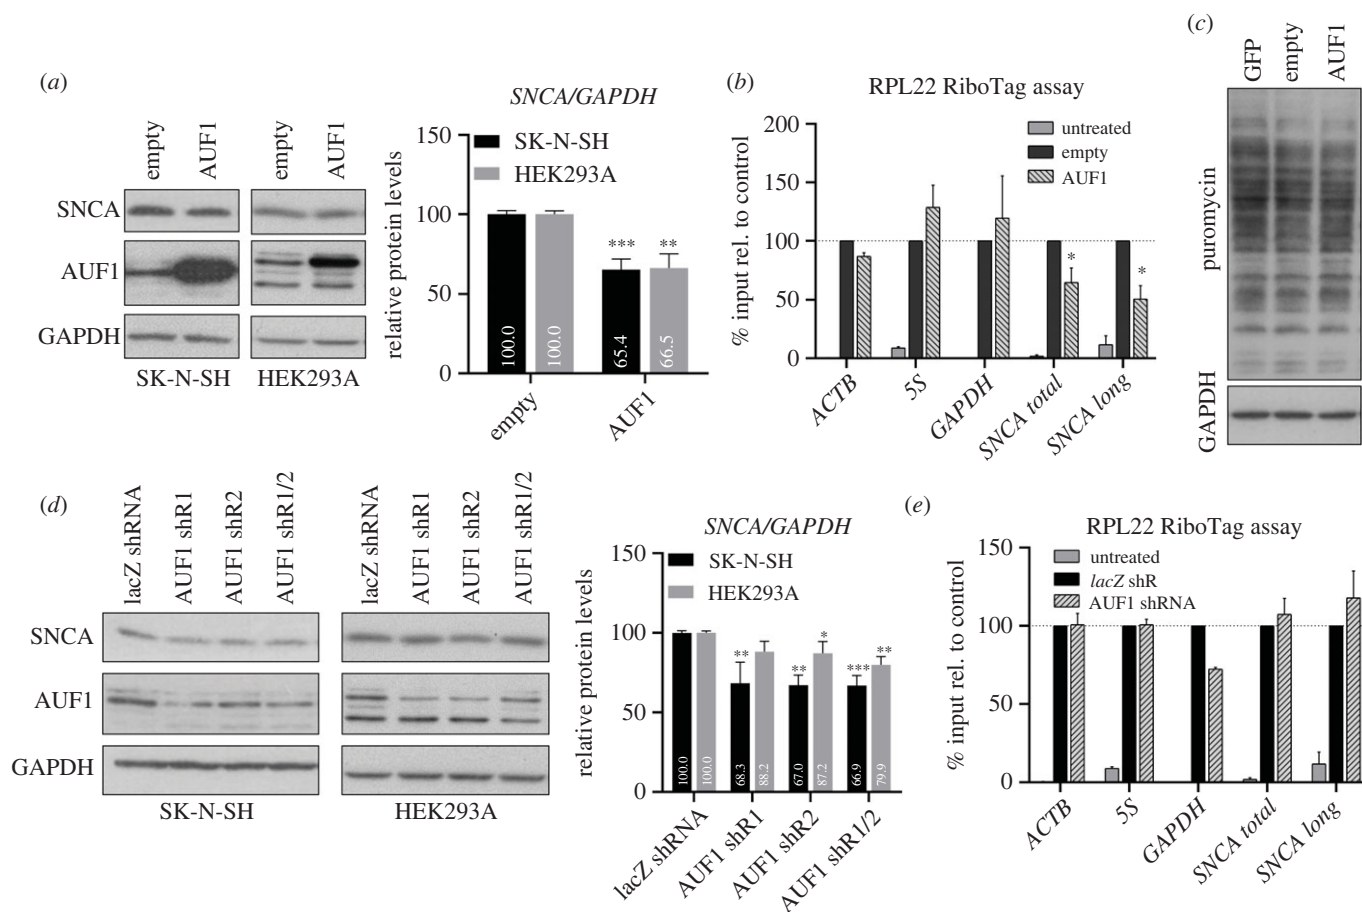 (a)
empty
AUF1
empty
AUF1
SNCA
AUF1
GAPDH
SK-N-SH
HEK293A
SNCA/GAPDH
SK-N-SH
HEK293A
relative protein levels
150
100
50
0
***
**
100.0
100.0
65.4
66.5
empty
AUF1
(b)
RPL22 RiboTag assay
untreated
empty
AUF1
% input rel. to control
200
150
100
50
0
*
*
ACTB
5S
GAPDH
SNCA total
SNCA long
(c)
GFP
empty
AUF1
puromycin
GAPDH
(d)
lacZ shRNA
AUF1 shR1
AUF1 shR2
AUF1 shR1/2
lacZ shRNA
AUF1 shR1
AUF1 shR2
AUF1 shR1/2
SNCA
AUF1
GAPDH
SK-N-SH
HEK293A
SNCA/GAPDH
SK-N-SH
HEK293A
relative protein levels
150
100
50
0
**
**
*
***
**
100.0
100.0
68.3
88.2
67.0
87.2
66.9
79.9
lacZ shRNA
AUF1 shR1
AUF1 shR2
AUF1 shR1/2
(e)
RPL22 RiboTag assay
untreated
lacZ shR
AUF1 shRNA
% input rel. to control
150
100
50
0
ACTB
5S
GAPDH
SNCA total
SNCA long